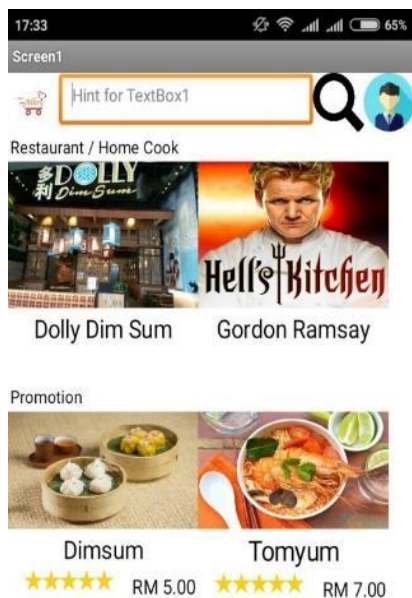 17:33
65%
Screen1
Hint for TextBox1
Restaurant / Home Cook
多利
DOLLY
Dim Sum
Hell's Kitchen
Dolly Dim Sum
Gordon Ramsay
Promotion
Dimsum
Tomyum
RM 5.00
RM 7.00